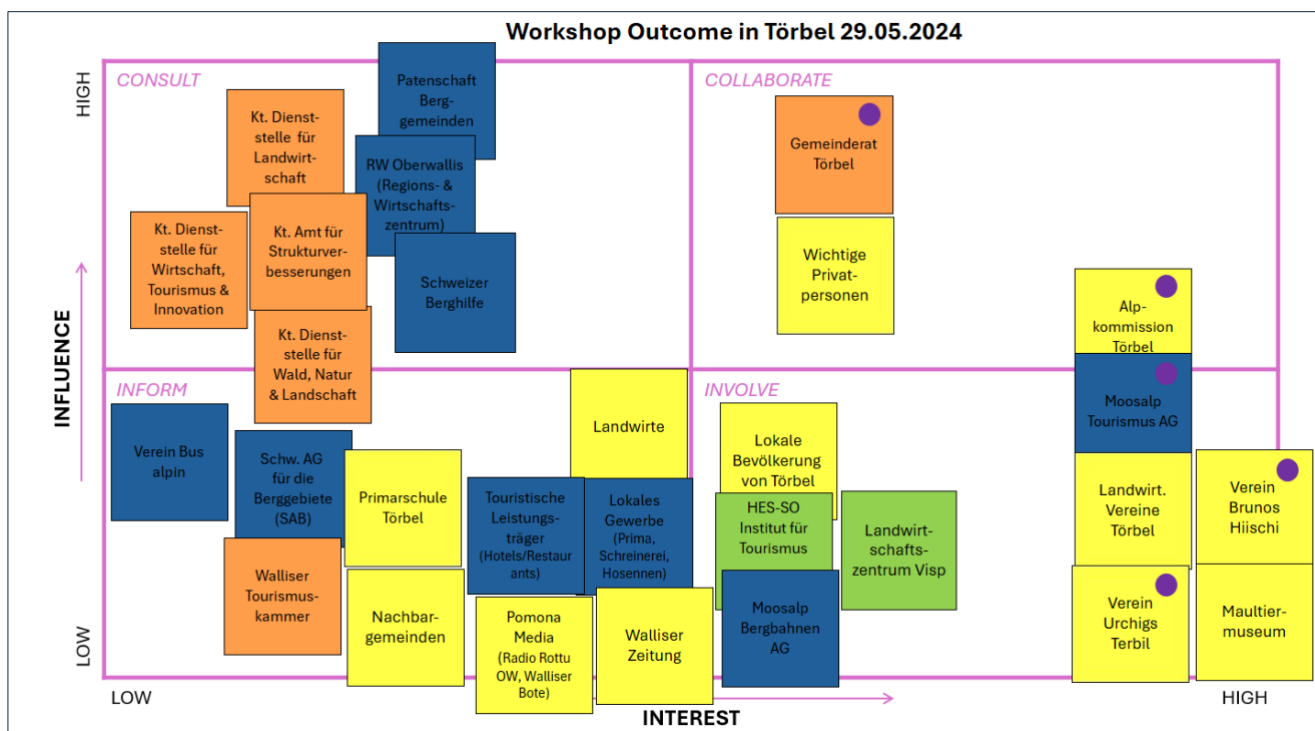 Workshop Outcome in Törbel 29.05.2024
HIGH
INFLUENCE
LOW
CONSULT
Patenschaft
Berg-
gemeinden
Kt. Dienst-
stelle für
Landwirt-
schaft
RW Oberwallis
(Regions- &
Wirtschafts-
zentrum)
Kt. Dienst-
stelle für
Wirtschaft,
Tourismus &
Innovation
Kt. Amt für
Strukturver-
besserungen
Schweizer
Berghilfe
Kt. Dienst-
stelle für
Wald, Natur
& Landschaft
COLLABORATE
Gemeinderat
Törbel
Wichtige
Privat-
personen
Alp-
kommission
Törbel
INFORM
Verein Bus
alpin
Schw. AG
für die
Berggebiete
(SAB)
Primarschule
Törbel
Landwirte
Touristische
Leistungs-
träger
(Hotels/Restaur
ants)
Lokales
Gewerbe
(Prima,
Schreinerei,
Hosennen)
Walliser
Tourismus-
kammer
Nachbar-
gemeinden
Pomona
Media
(Radio Rottu
OW, Walliser
Bote)
Walliser
Zeitung
INVOLVE
Lokale
Bevölkerung
von Törbel
HES-SO
Institut für
Tourismus
Landwirt-
schafts-
zentrum Visp
Moosalp
Bergbahnen
AG
Moosalp
Tourismus AG
Landwirt.
Vereine
Törbel
Verein
Brunos
Hiischi
Verein
Urchigs
Terbil
Maultier-
museum
LOW
INTEREST
HIGH